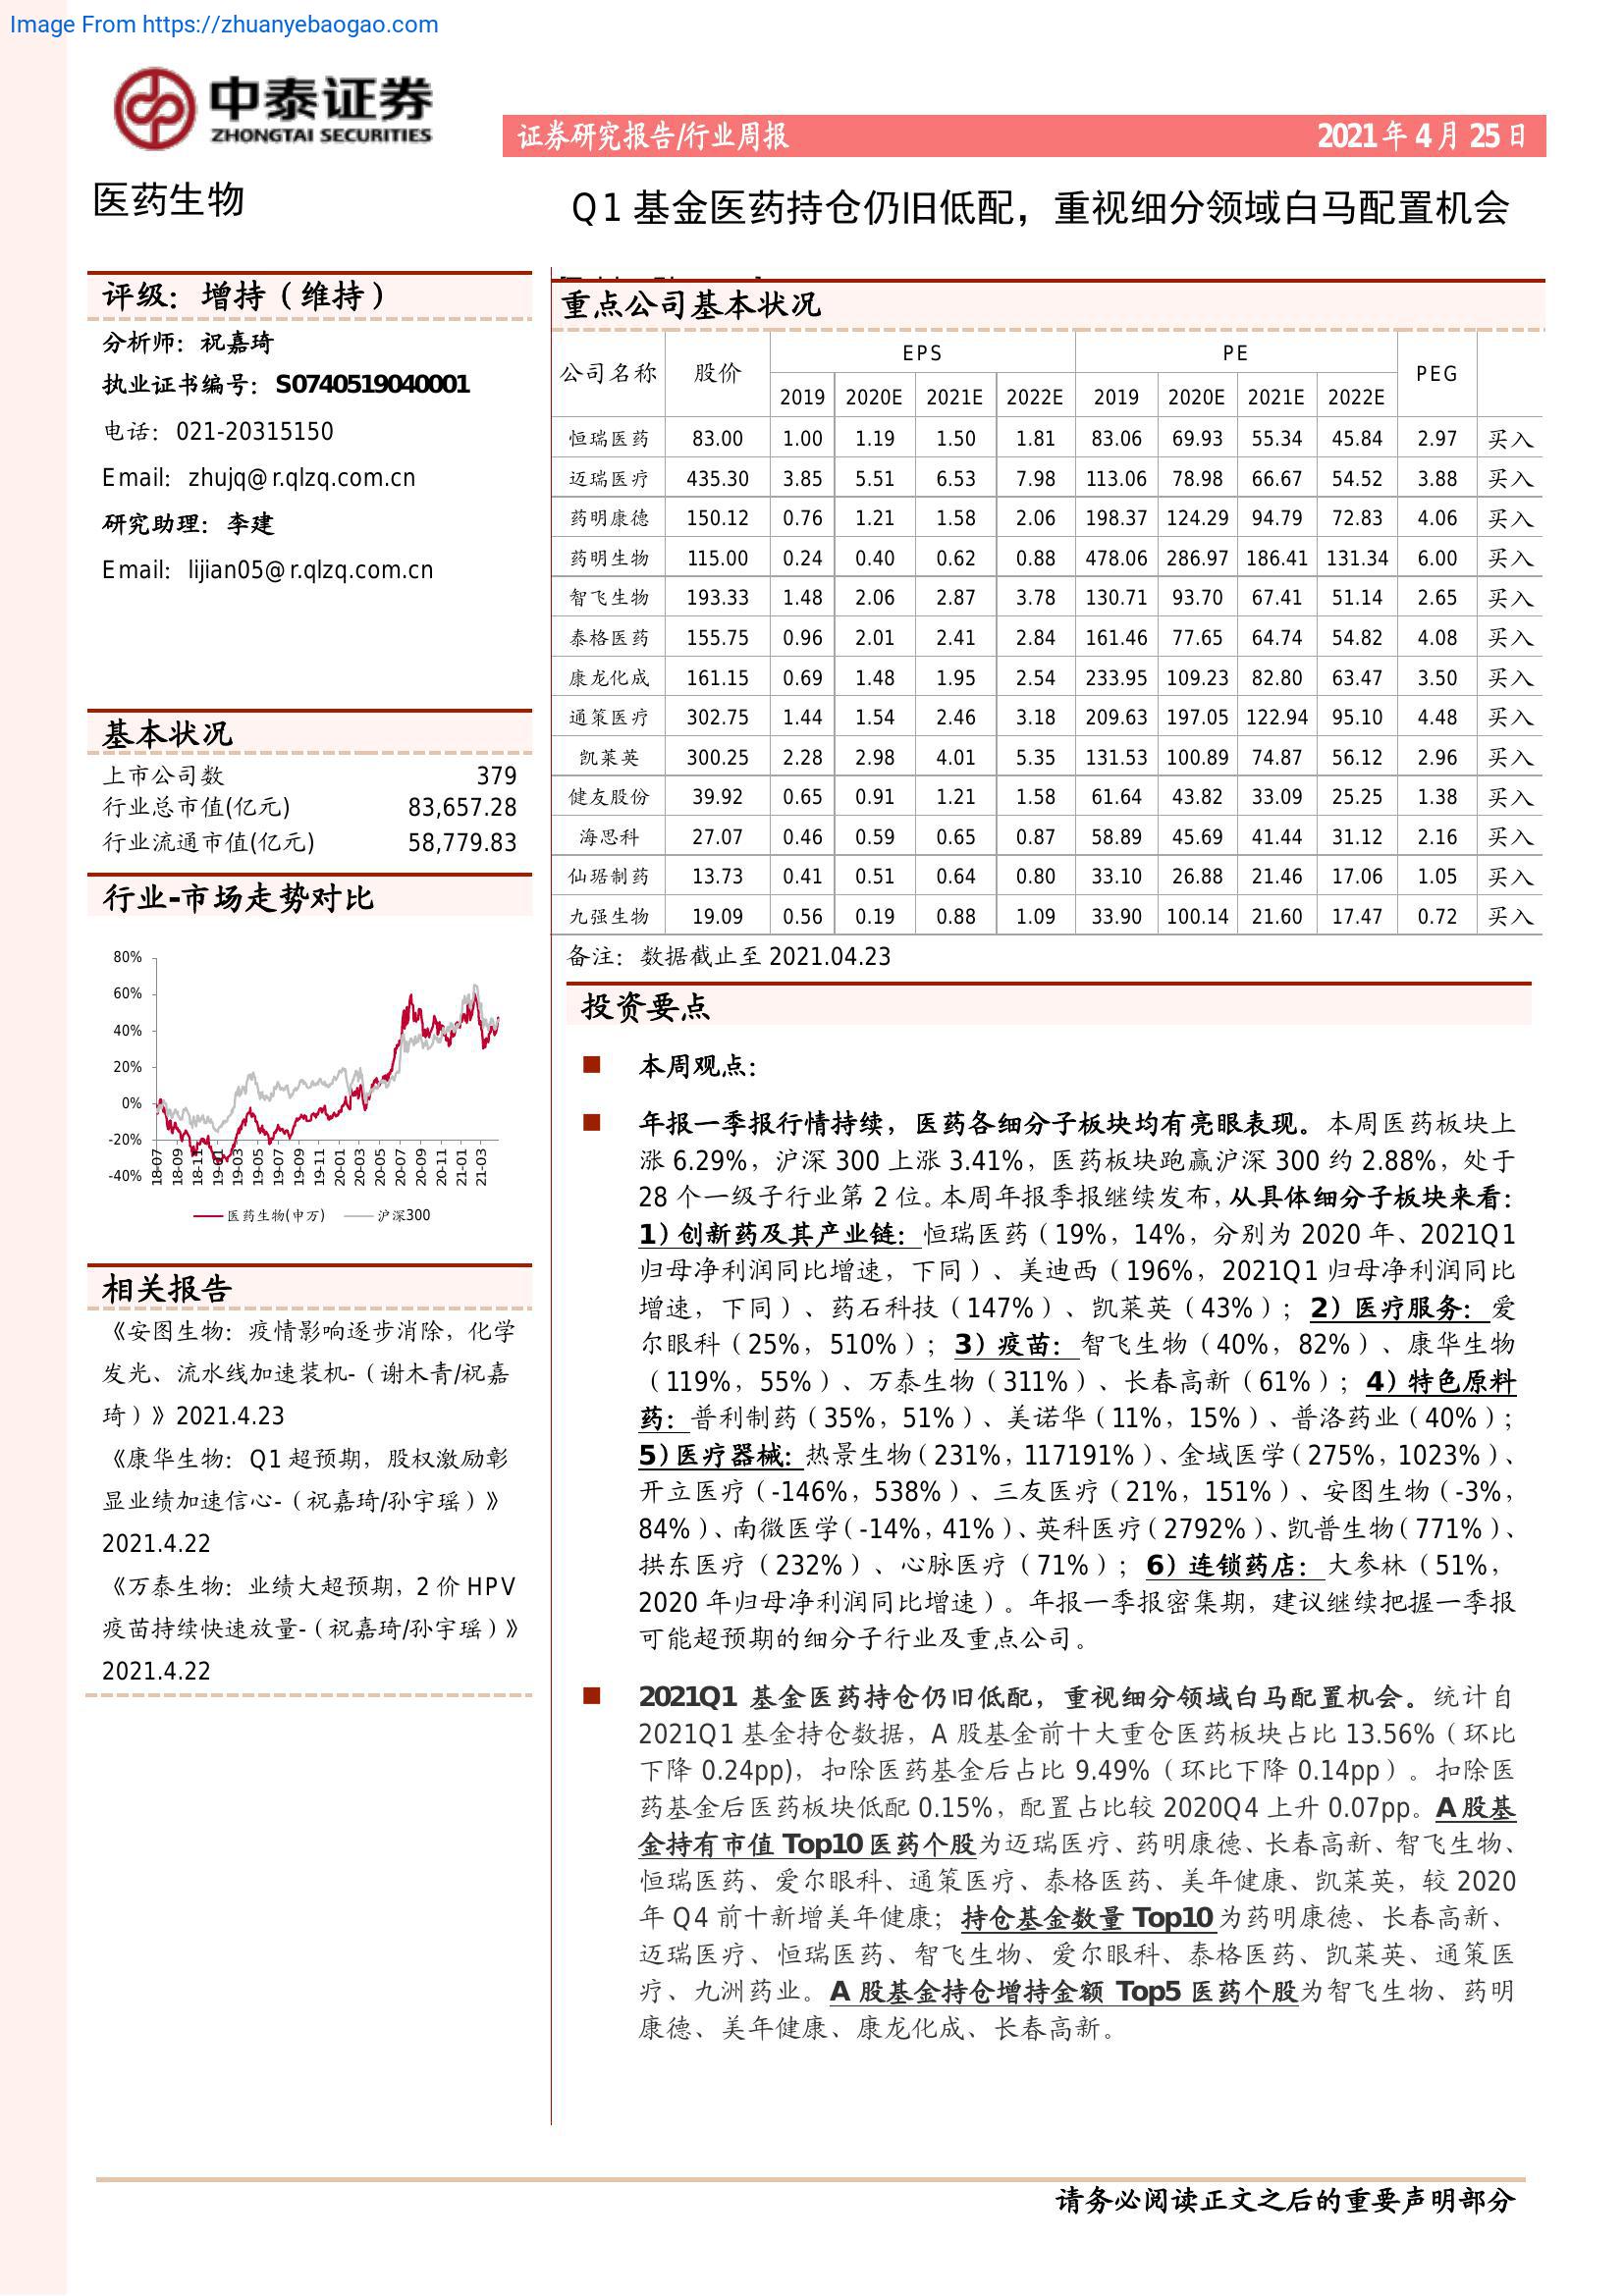 Image From https://zhuanyebaogao.com
中泰证券
ZHONGTAI SECURITIES
证券研究报告/行业周报 2021年4月25日
医药生物
Q1基金医药持仓仍旧低配，重视细分领域白马配置机会
评级：增持（维持）
分析师：祝嘉琦
执业证书编号：S0740519040001
电话：021-20315150
Email：zhujq@r.qlzq.com.cn
研究助理：李建
Email：lijian05@r.qlzq.com.cn
基本状况
上市公司数 379
行业总市值(亿元) 83,657.28
行业流通市值(亿元) 58,779.83
行业-市场走势对比
80%
60%
40%
20%
0%
-20%
-40%
18-07 18-09 18-11 19-01 19-03 19-05 19-07 19-09 19-11 20-01 20-03 20-05 20-07 20-09 20-11 21-01 21-03
医药生物(申万) 沪深300
相关报告
《安图生物：疫情影响逐步消除，化学
发光、流水线加速装机-（谢木青/祝嘉
琦）》2021.4.23
《康华生物：Q1超预期，股权激励彰
显业绩加速信心-（祝嘉琦/孙宇瑶）》
2021.4.22
《万泰生物：业绩大超预期，2价HPV
疫苗持续快速放量-（祝嘉琦/孙宇瑶）》
2021.4.22
重点公司基本状况
公司名称 股价 EPS PE PEG
2019 2020E 2021E 2022E 2019 2020E 2021E 2022E
恒瑞医药 83.00 1.00 1.19 1.50 1.81 83.06 69.93 55.34 45.84 2.97 买入
迈瑞医疗 435.30 3.85 5.51 6.53 7.98 113.06 78.98 66.67 54.52 3.88 买入
药明康德 150.12 0.76 1.21 1.58 2.06 198.37 124.29 94.79 72.83 4.06 买入
药明生物 115.00 0.24 0.40 0.62 0.88 478.06 286.97 186.41 131.34 6.00 买入
智飞生物 193.33 1.48 2.06 2.87 3.78 130.71 93.70 67.41 51.14 2.65 买入
泰格医药 155.75 0.96 2.01 2.41 2.84 161.46 77.65 64.74 54.82 4.08 买入
康龙化成 161.15 0.69 1.48 1.95 2.54 233.95 109.23 82.80 63.47 3.50 买入
通策医疗 302.75 1.44 1.54 2.46 3.18 209.63 197.05 122.94 95.10 4.48 买入
凯莱英 300.25 2.28 2.98 4.01 5.35 131.53 100.89 74.87 56.12 2.96 买入
健友股份 39.92 0.65 0.91 1.21 1.58 61.64 43.82 33.09 25.25 1.38 买入
海思科 27.07 0.46 0.59 0.65 0.87 58.89 45.69 41.44 31.12 2.16 买入
仙琚制药 13.73 0.41 0.51 0.64 0.80 33.10 26.88 21.46 17.06 1.05 买入
九强生物 19.09 0.56 0.19 0.88 1.09 33.90 100.14 21.60 17.47 0.72 买入
备注：数据截止至2021.04.23
投资要点
本周观点：
年报一季报行情持续，医药各细分子板块均有亮眼表现。本周医药板块上
涨6.29%，沪深300上涨3.41%，医药板块跑赢沪深300约2.88%，处于
28个一级子行业第2位。本周年报季报继续发布，从具体细分子板块来看：
1）创新药及其产业链：恒瑞医药（19%，14%，分别为2020年、2021Q1
归母净利润同比增速，下同）、美迪西（196%，2021Q1归母净利润同比
增速，下同）、药石科技（147%）、凯莱英（43%）；2）医疗服务：爱
尔眼科（25%，510%）；3）疫苗：智飞生物（40%，82%）、康华生物
（119%，55%）、万泰生物（311%）、长春高新（61%）；4）特色原料
药：普利制药（35%，51%）、美诺华（11%，15%）、普洛药业（40%）；
5）医疗器械：热景生物（231%，117191%）、金域医学（275%，1023%）、
开立医疗（-146%，538%）、三友医疗（21%，151%）、安图生物（-3%，
84%）、南微医学（-14%，41%）、英科医疗（2792%）、凯普生物（771%）、
拱东医疗（232%）、心脉医疗（71%）；6）连锁药店：大参林（51%，
2020年归母净利润同比增速）。年报一季报密集期，建议继续把握一季报
可能超预期的细分子行业及重点公司。
2021Q1基金医药持仓仍旧低配，重视细分领域白马配置机会。统计自
2021Q1基金持仓数据，A股基金前十大重仓医药板块占比13.56%（环比
下降0.24pp)，扣除医药基金后占比9.49%（环比下降0.14pp）。扣除医
药基金后医药板块低配0.15%，配置占比较2020Q4上升0.07pp。A股基
金持有市值Top10医药个股为迈瑞医疗、药明康德、长春高新、智飞生物、
恒瑞医药、爱尔眼科、通策医疗、泰格医药、美年健康、凯莱英，较2020
年Q4前十新增美年健康；持仓基金数量Top10为药明康德、长春高新、
迈瑞医疗、恒瑞医药、智飞生物、爱尔眼科、泰格医药、凯莱英、通策医
疗、九洲药业。A股基金持仓增持金额Top5医药个股为智飞生物、药明
康德、美年健康、康龙化成、长春高新。
请务必阅读正文之后的重要声明部分